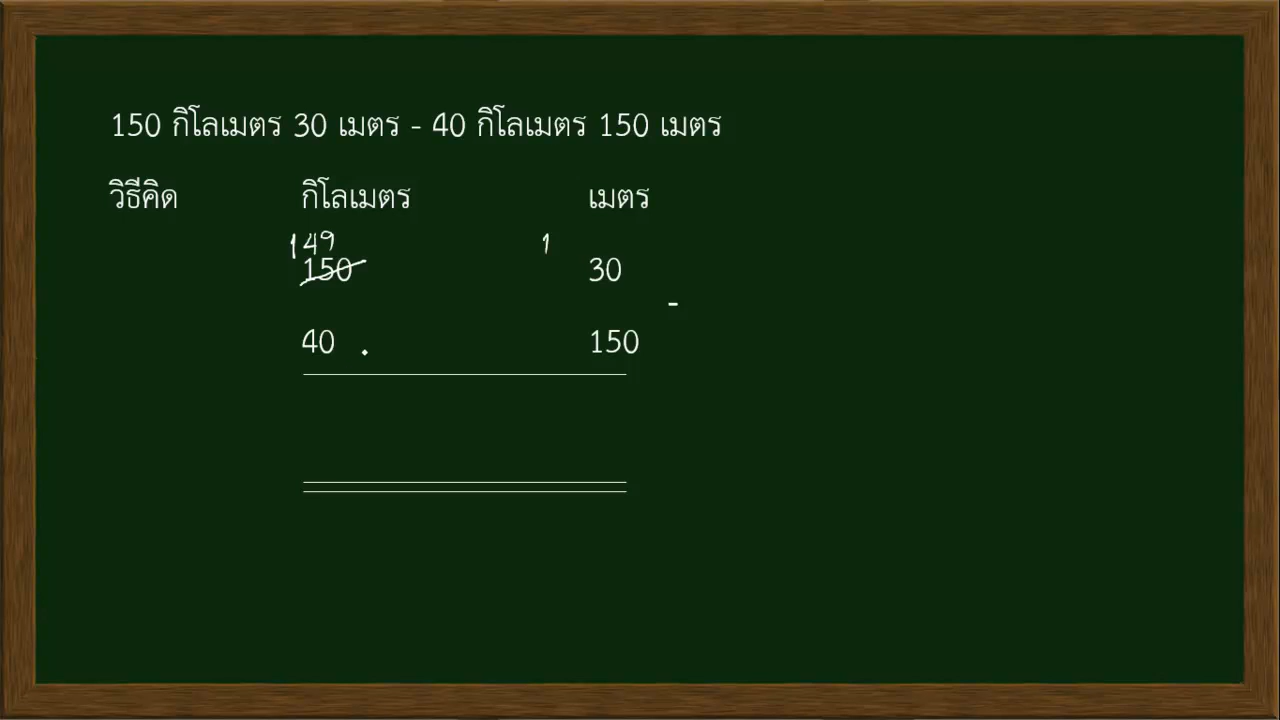 150 กิโลเมตร 30 เมตร - 40 กิโลเมตร 150 เมตร
วิธีคิด กิโลเมตร เมตร
149 1
150 30
-
40 . 150